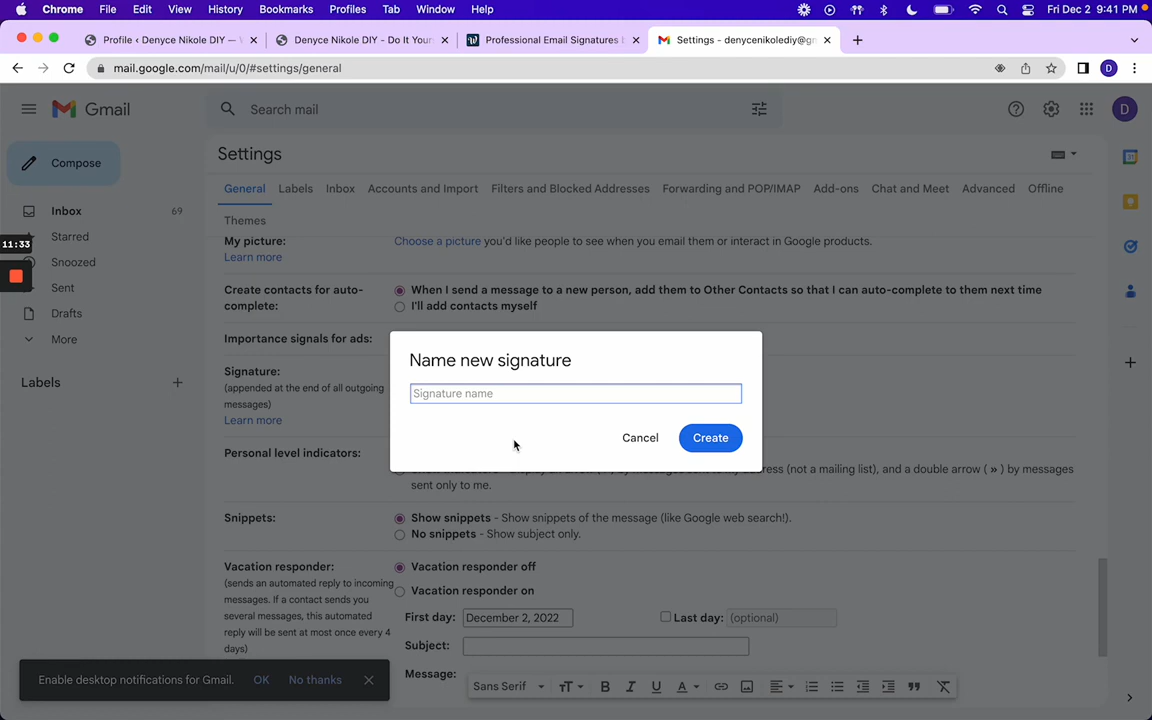 Chrome File Edit View History Bookmarks Profiles Tab Window Help Fri Dec 2 9:41 PM
Profile ‹ Denyce Nikole DIY — Denyce Nikole DIY - Do It Your Professional Email Signatures Settings - denycenikolediy@gm
mail.google.com/mail/u/0/#settings/general D
Gmail Search mail D
Settings
Compose
General Labels Inbox Accounts and Import Filters and Blocked Addresses Forwarding and POP/IMAP Add-ons Chat and Meet Advanced Offline
Inbox 69
Themes
Starred
My picture: Choose a picture you'd like people to see when you email them or interact in Google products.
11:33
Learn more
Snoozed
Sent
Create contacts for auto- When I send a message to a new person, add them to Other Contacts so that I can auto-complete to them next time
complete: I'll add contacts myself
Drafts
More
Importance signals for ads:
Name new signature
Signature:
(appended at the end of all outgoing
messages)
Learn more
Labels
Signature name
Cancel Create
Personal level indicators:
address (not a mailing list), and a double arrow ( » ) by messages
sent only to me.
Snippets: Show snippets - Show snippets of the message (like Google web search!).
No snippets - Show subject only.
Vacation responder: Vacation responder off
(sends an automated reply to incoming
messages. If a contact sends you
several messages, this automated
reply will be sent at most once every 4
days)
Vacation responder on
First day: December 2, 2022 Last day: (optional)
Subject:
Message: Sans Serif
Enable desktop notifications for Gmail. OK No thanks